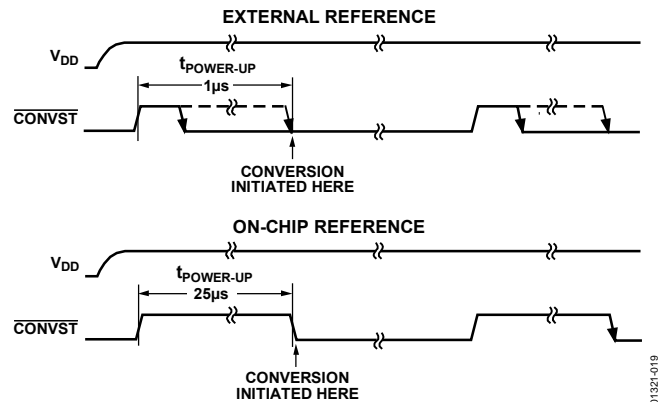 EXTERNAL REFERENCE
VDD
tPOWER-UP
1µs
CONVST
CONVERSION
INITIATED HERE
ON-CHIP REFERENCE
VDD
tPOWER-UP
25µs
CONVST
CONVERSION
INITIATED HERE
01321-019